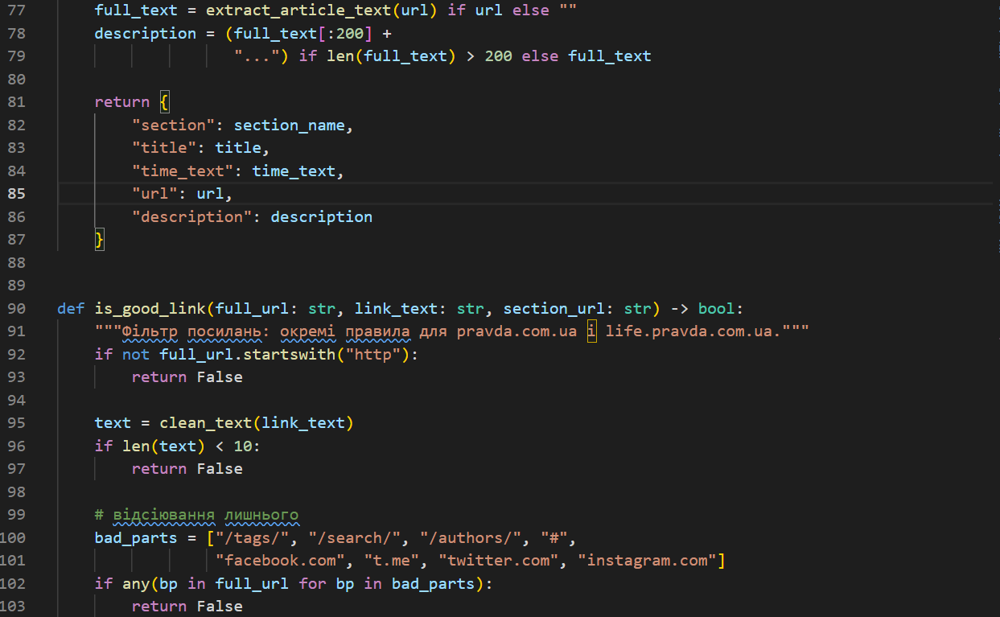 77 full_text = extract_article_text(url) if url else ""
78 description = (full_text[:200] +
79 "...") if len(full_text) > 200 else full_text
80
81 return {
82 "section": section_name,
83 "title": title,
84 "time_text": time_text,
85 "url": url,
86 "description": description
87 }
88
89
90 def is_good_link(full_url: str, link_text: str, section_url: str) -> bool:
91 """Фільтр посилань: окремі правила для pravda.com.ua і life.pravda.com.ua."""
92 if not full_url.startswith("http"):
93 return False
94
95 text = clean_text(link_text)
96 if len(text) < 10:
97 return False
98
99 # відсіювання лишнього
100 bad_parts = ["/tags/", "/search/", "/authors/", "#",
101 "facebook.com", "t.me", "twitter.com", "instagram.com"]
102 if any(bp in full_url for bp in bad_parts):
103 return False